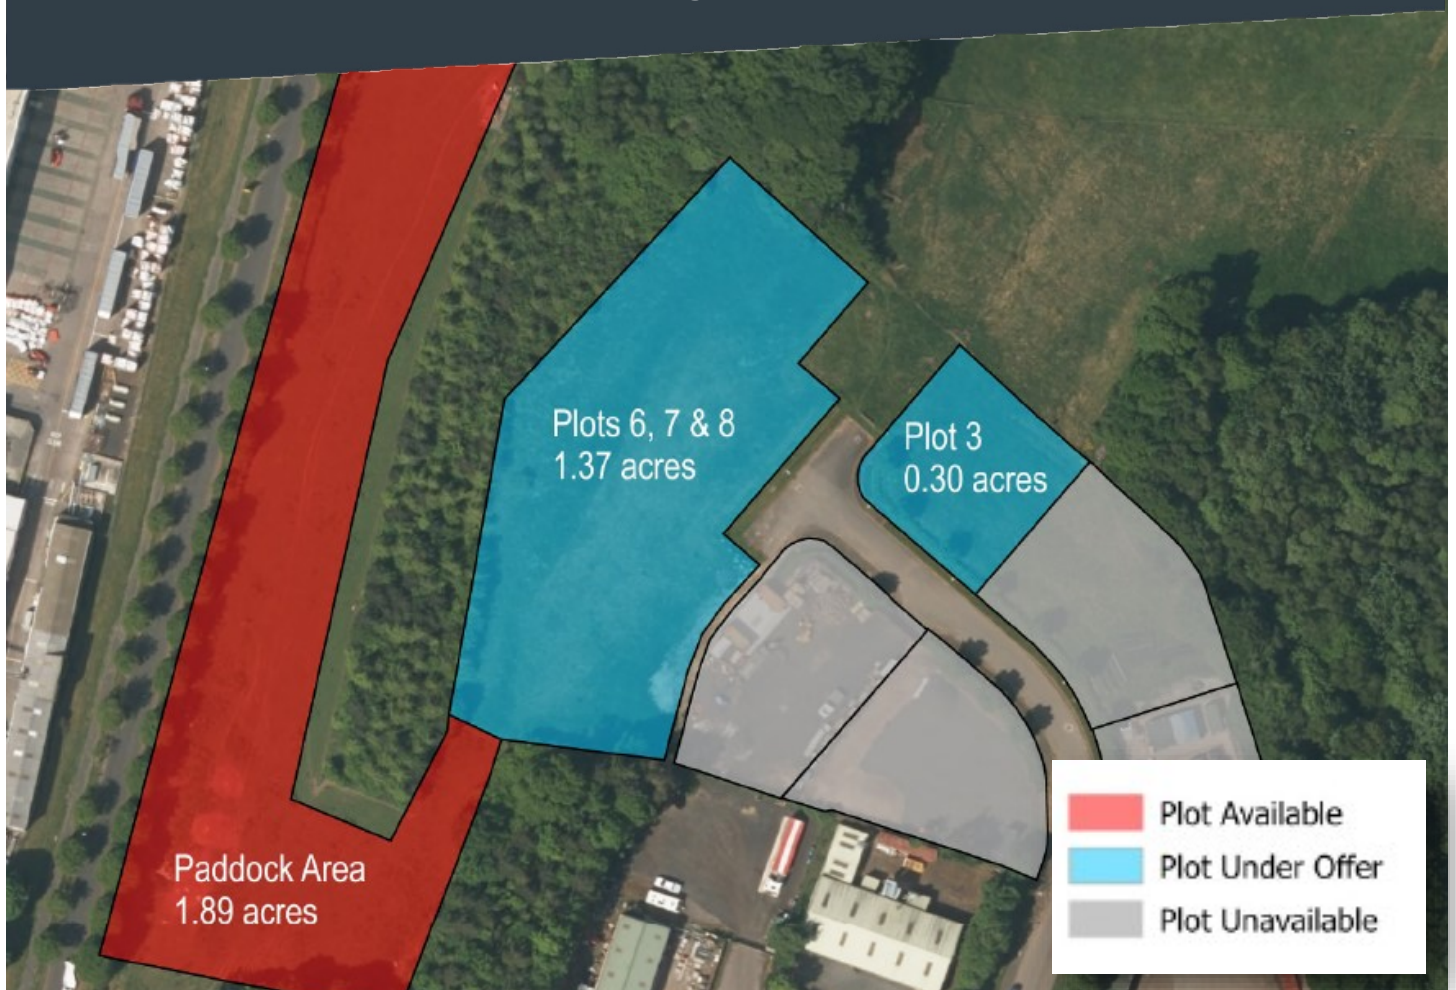 Plots 6, 7 & 8
1.37 acres
Plot 3
0.30 acres
Paddock Area
1.89 acres
Plot Available
Plot Under Offer
Plot Unavailable